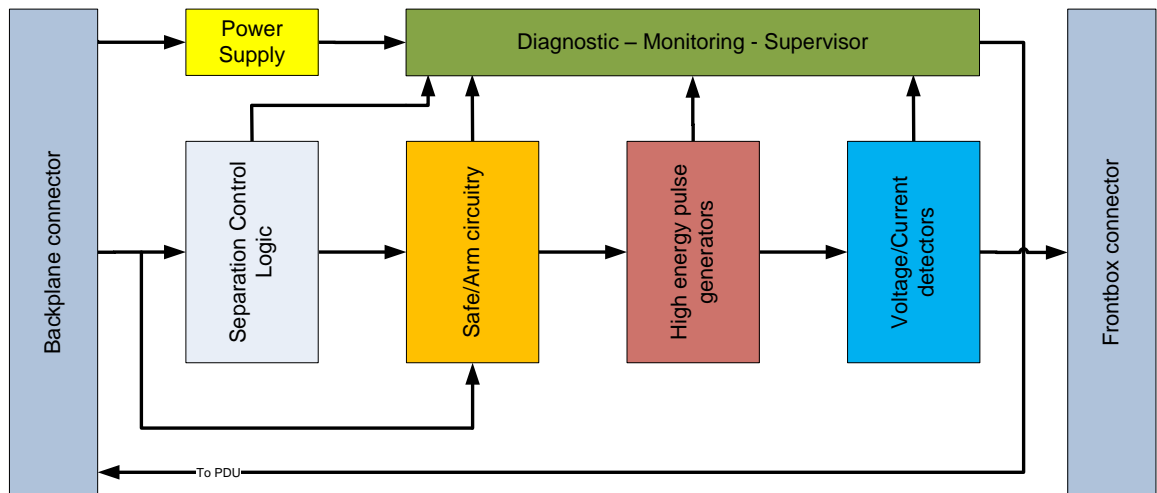 Power
Supply
Diagnostic – Monitoring - Supervisor
Backplane connector
Separation Control
Logic
Safe/Arm circuitry
High energy pulse
generators
Voltage/Current
detectors
Frontbox connector
To PDU